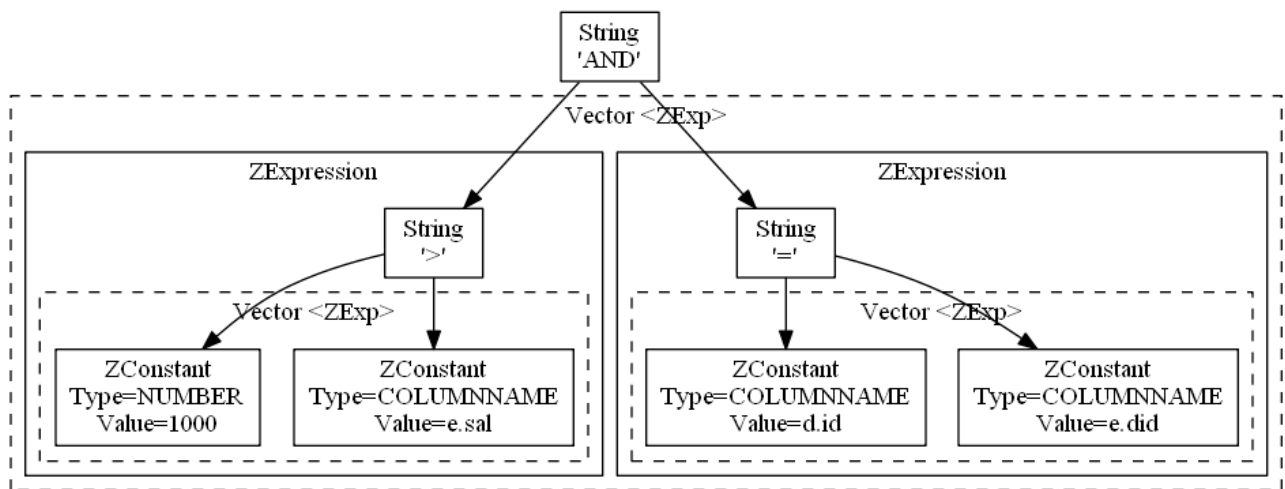 String
'AND'
Vector <ZExp>
ZExpression
String
'>'
Vector <ZExp>
ZConstant
Type=NUMBER
Value=1000
ZConstant
Type=COLUMNNAME
Value=e.sal
ZExpression
String
'='
Vector <ZExp>
ZConstant
Type=COLUMNNAME
Value=d.id
ZConstant
Type=COLUMNNAME
Value=e.did